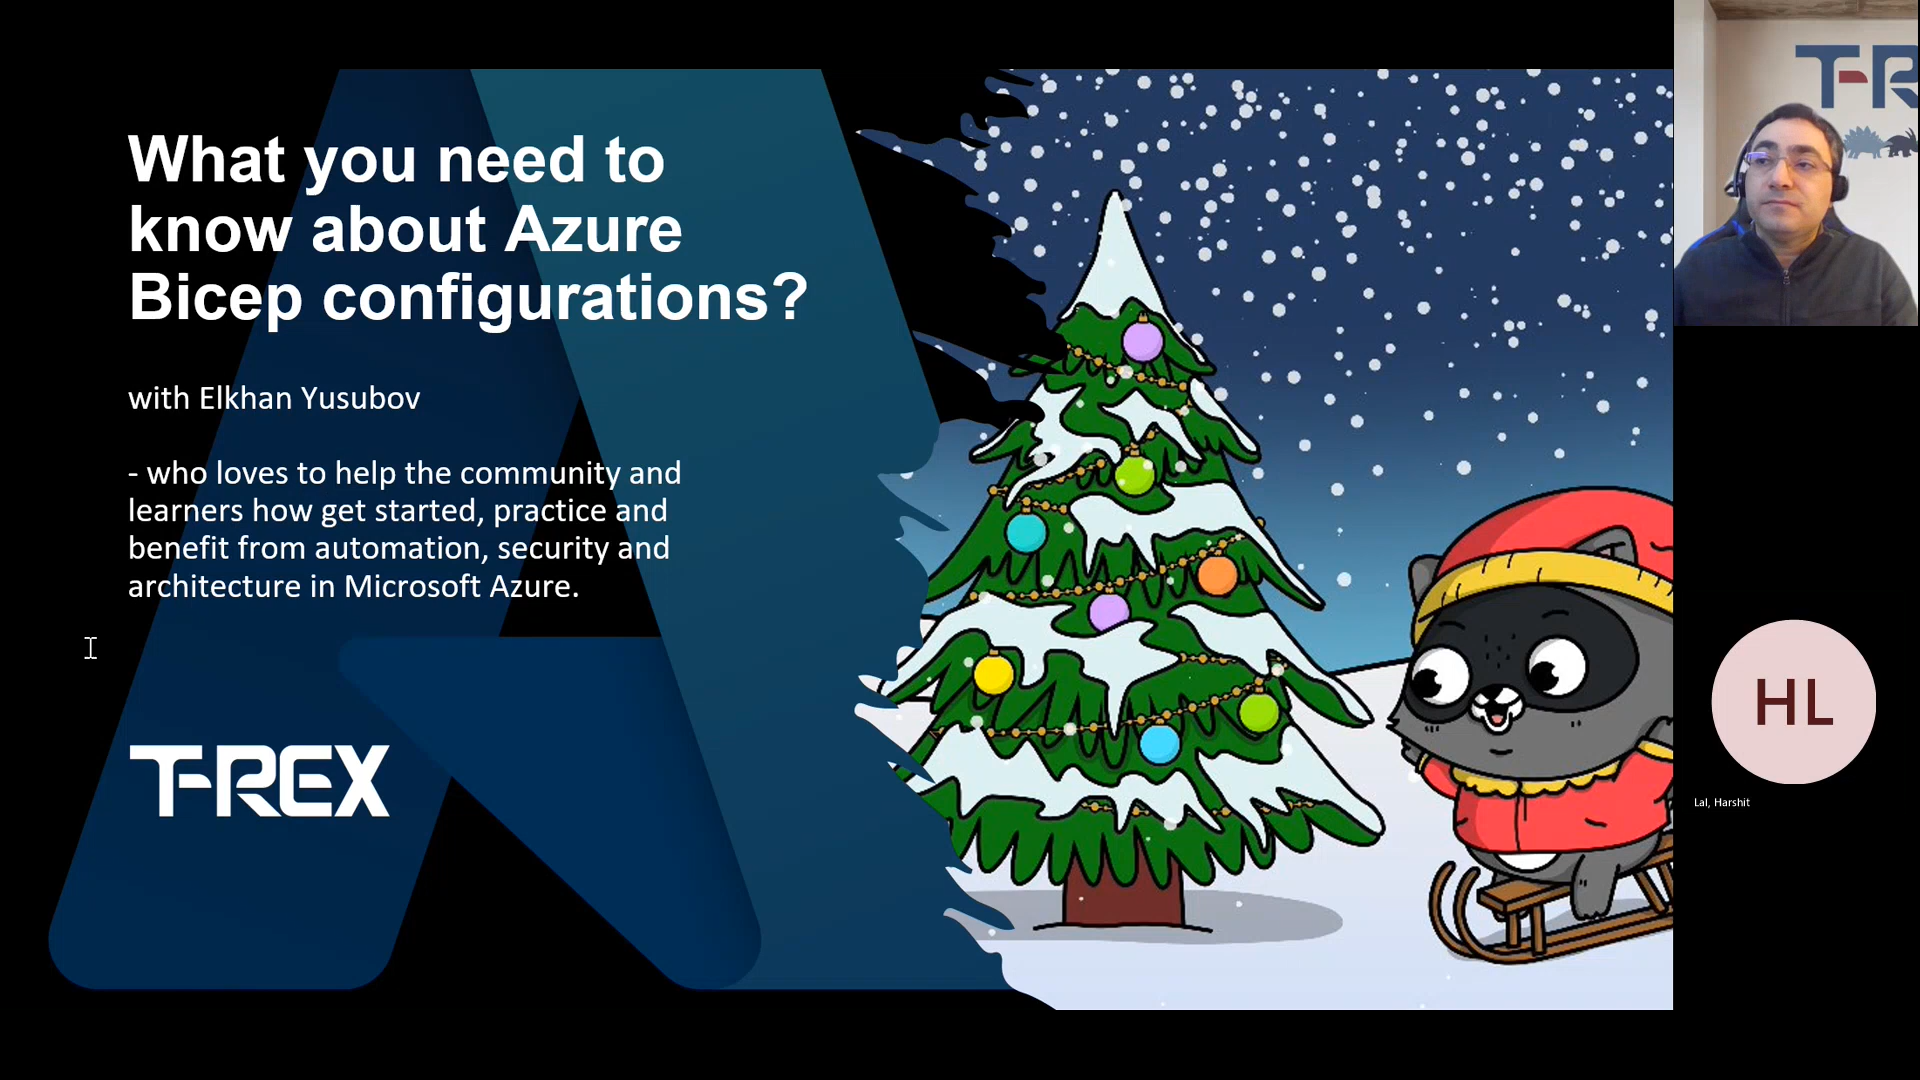 What you need to
know about Azure
Bicep configurations?
with Elkhan Yusubov
- who loves to help the community and
learners how get started, practice and
benefit from automation, security and
architecture in Microsoft Azure.
T-REX
T-R
HL
Lal, Harshit